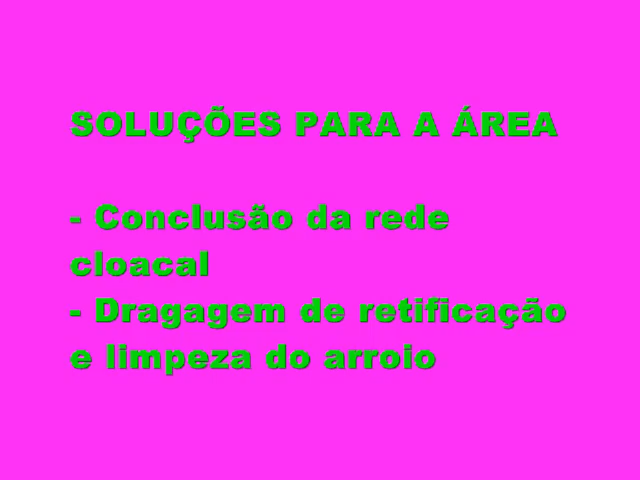 SOLUÇÕES PARA A ÁREA
- Conclusão da rede
cloacal
- Dragagem de retificação
e limpeza do arroio